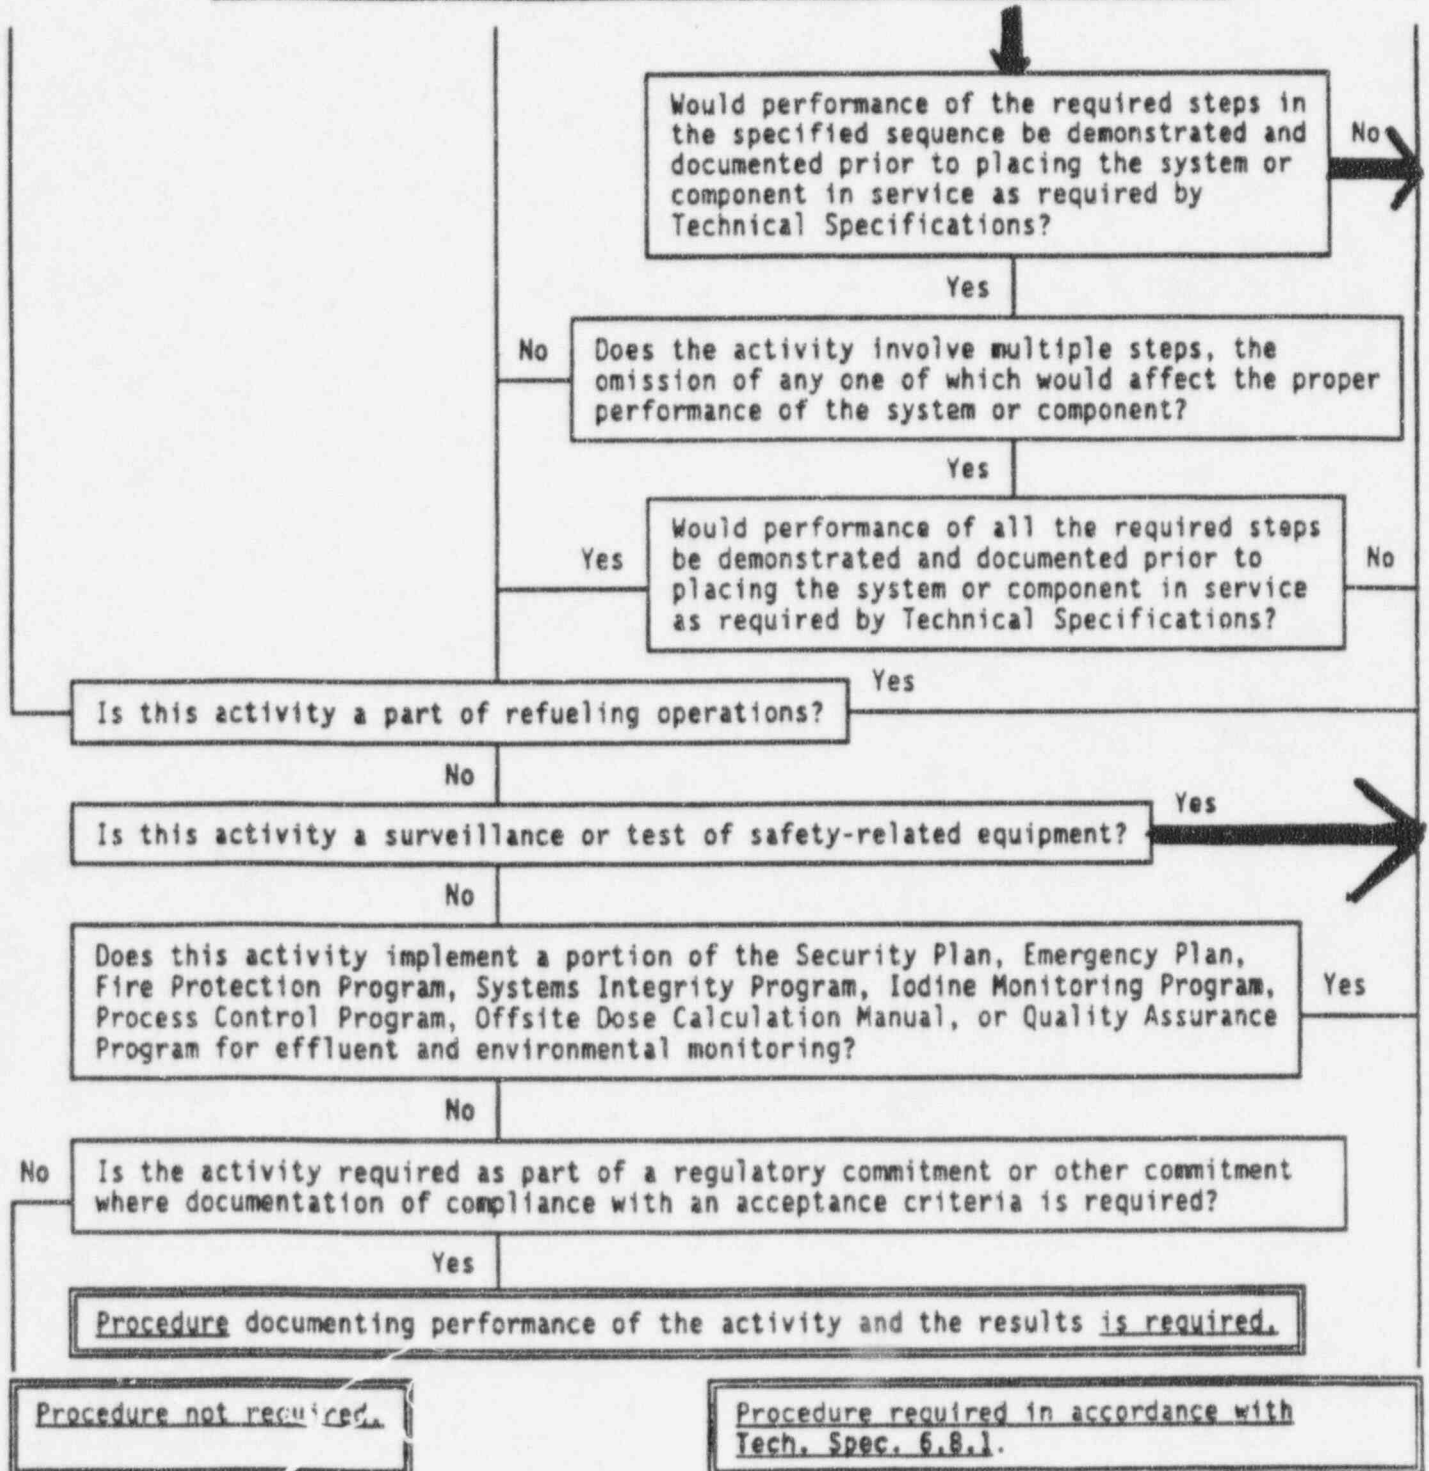 Would performance of the required steps in
the specified sequence be demonstrated and
documented prior to placing the system or
component in service as required by
Technical Specifications?
No
Yes
No
Does the activity involve multiple steps, the
omission of any one of which would affect the proper
performance of the system or component?
Yes
Yes
Would performance of all the required steps
be demonstrated and documented prior to
placing the system or component in service
as required by Technical Specifications?
No
Is this activity a part of refueling operations?
Yes
No
Is this activity a surveillance or test of safety-related equipment?
Yes
No
Does this activity implement a portion of the Security Plan, Emergency Plan,
Fire Protection Program, Systems Integrity Program, Iodine Monitoring Program,
Process Control Program, Offsite Dose Calculation Manual, or Quality Assurance
Program for effluent and environmental monitoring?
Yes
No
No
Is the activity required as part of a regulatory commitment or other commitment
where documentation of compliance with an acceptance criteria is required?
Yes
Procedure documenting performance of the activity and the results is required.
Procedure not required.
Procedure required in accordance with
Tech. Spec. 6.8.1.